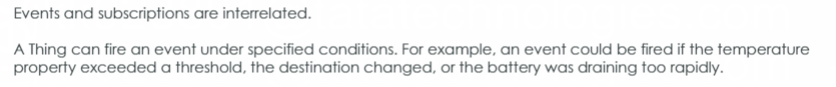 Events and subscriptions are interrelated.
A Thing can fire an event under specified conditions. For example, an event could be fired if the temperature
property exceeded a threshold, the destination changed, or the battery was draining too rapidly.